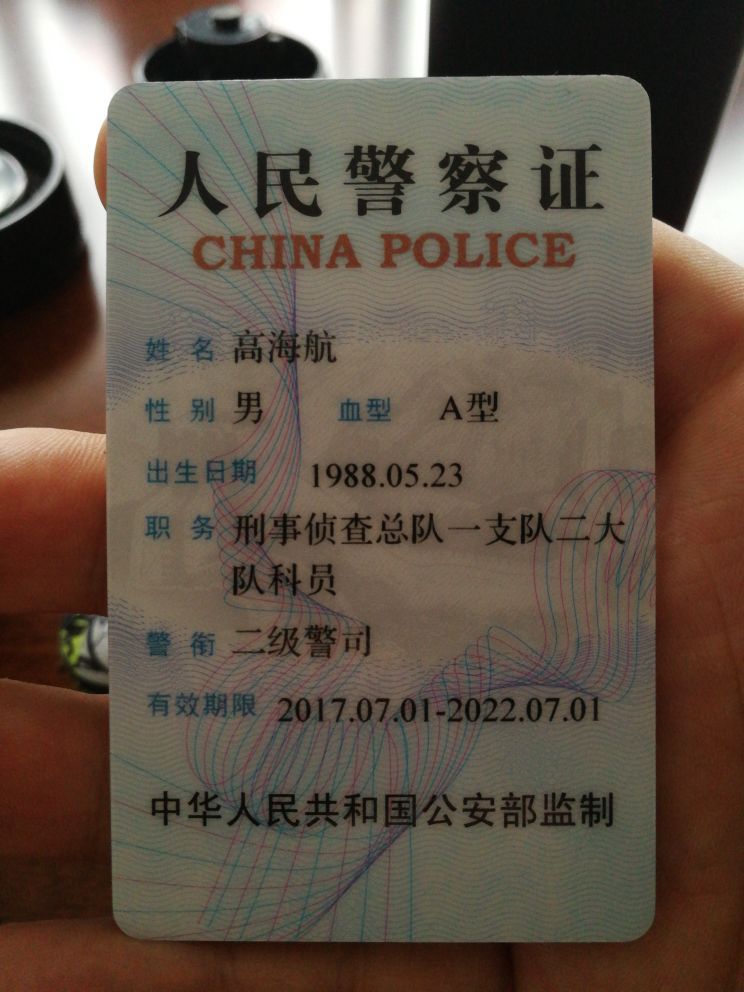 人民警察证
CHINA POLICE
姓 名 高海航
性 别 男 血型 A型
出生日期 1988.05.23
职 务 刑事侦查总队一支队二大
队科员
警 衔 二级警司
有效期限 2017.07.01-2022.07.01
中华人民共和国公安部监制